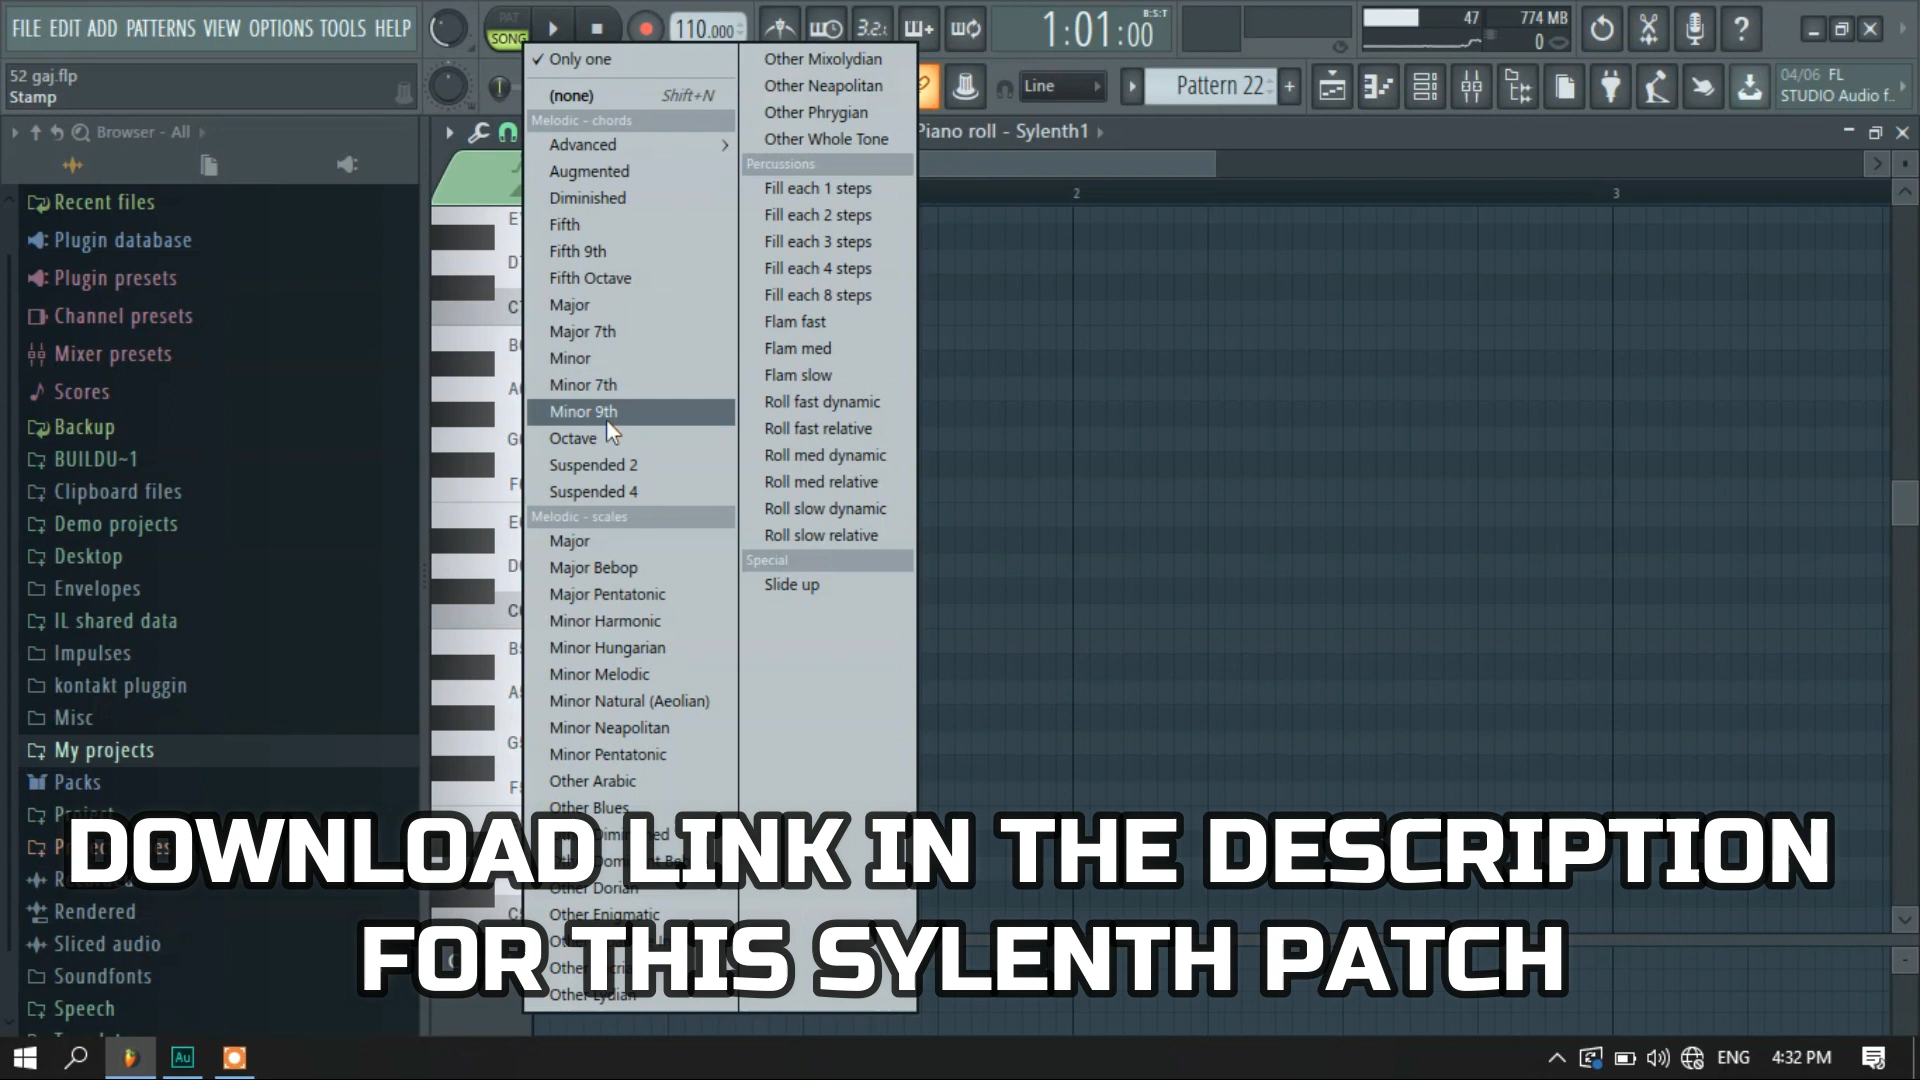 FILE EDIT ADD PATTERNS VIEW OPTIONS TOOLS HELP
PAT
SONG
110.000
3.2:
1:01:00
B:S:T
47
774 MB
0
52 gaj.flp
Stamp
Line
Pattern 22
04/06 FL
STUDIO Audio f..
Browser - All
Piano roll - Sylenth1
Recent files
Plugin database
Plugin presets
Channel presets
Mixer presets
Scores
Backup
BUILDU~1
Clipboard files
Demo projects
Desktop
Envelopes
IL shared data
Impulses
kontakt pluggin
Misc
My projects
Packs
Rendered
Sliced audio
Soundfonts
Speech
Only one
(none) Shift+N
Melodic - chords
Advanced
Augmented
Diminished
Fifth
Fifth 9th
Fifth Octave
Major
Major 7th
Minor
Minor 7th
Minor 9th
Octave
Suspended 2
Suspended 4
Melodic - scales
Major
Major Bebop
Major Pentatonic
Minor Harmonic
Minor Hungarian
Minor Melodic
Minor Natural (Aeolian)
Minor Neapolitan
Minor Pentatonic
Other Arabic
Other Blues
Other Dorian
Other Enigmatic
Other Lydian
Other Mixolydian
Other Neapolitan
Other Phrygian
Other Whole Tone
Percussions
Fill each 1 steps
Fill each 2 steps
Fill each 3 steps
Fill each 4 steps
Fill each 8 steps
Flam fast
Flam med
Flam slow
Roll fast dynamic
Roll fast relative
Roll med dynamic
Roll med relative
Roll slow dynamic
Roll slow relative
Special
Slide up
2
3
DOWNLOAD LINK IN THE DESCRIPTION
FOR THIS SYLENTH PATCH
Au
ENG
4:32 PM